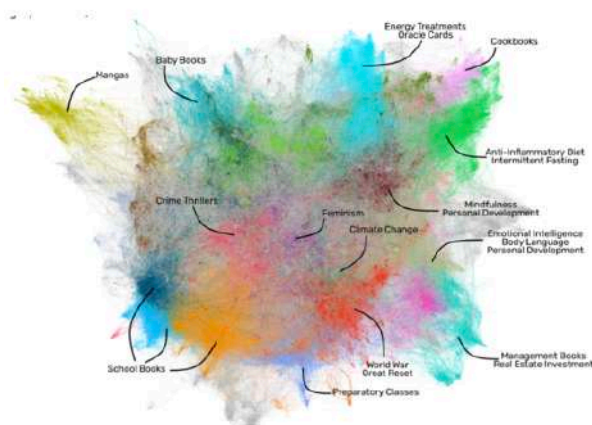 Energy Treatments
Oracle Cards
Cookbooks
Baby Books
Mangas
Anti-Inflammatory Diet
Intermittent Fasting
Mindfulness
Personal Development
Crime Thrillers
Feminism
Climate Change
Emotional Intelligence
Body Language
Personal Development
School Books
World War
Great Reset
Management Books
Real Estate Investment
Preparatory Classes